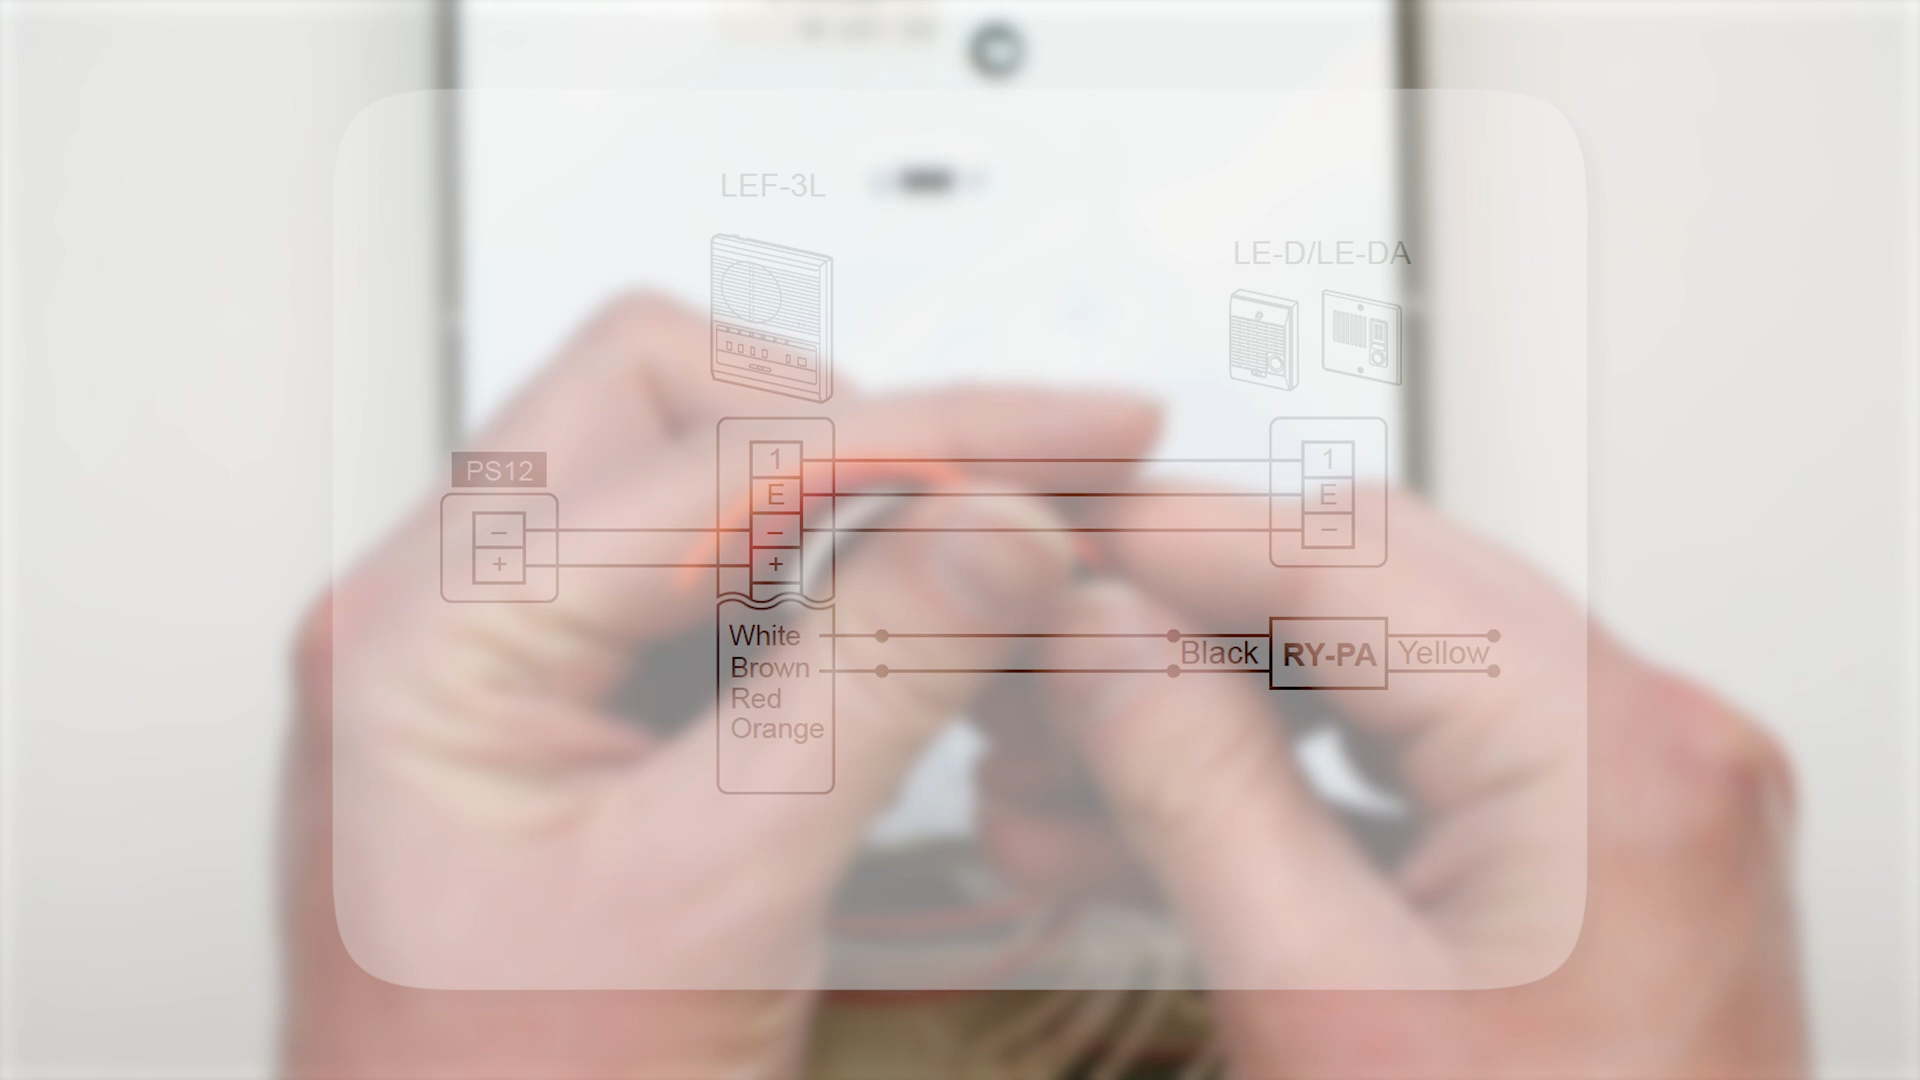 LEF-3L
LE-D/LE-DA
PS12
−
+
1
E
−
+
1
E
−
White
Brown
Red
Orange
Black
RY-PA
Yellow